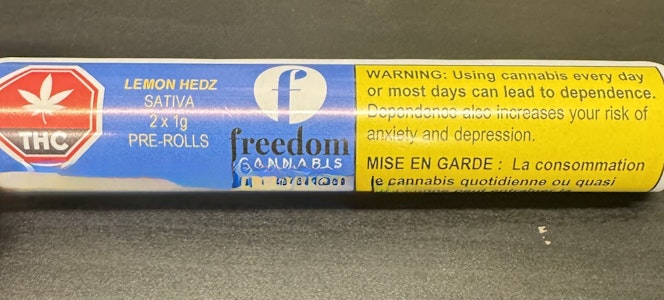 THC
LEMON HEDZ
SATIVA
2 x 1g
PRE-ROLLS
f
freedom
CANNABIS
WARNING: Using cannabis every day
or most days can lead to dependence.
Dependence also increases your risk of
anxiety and depression.
MISE EN GARDE : La consommation
de cannabis quotidienne ou quasi